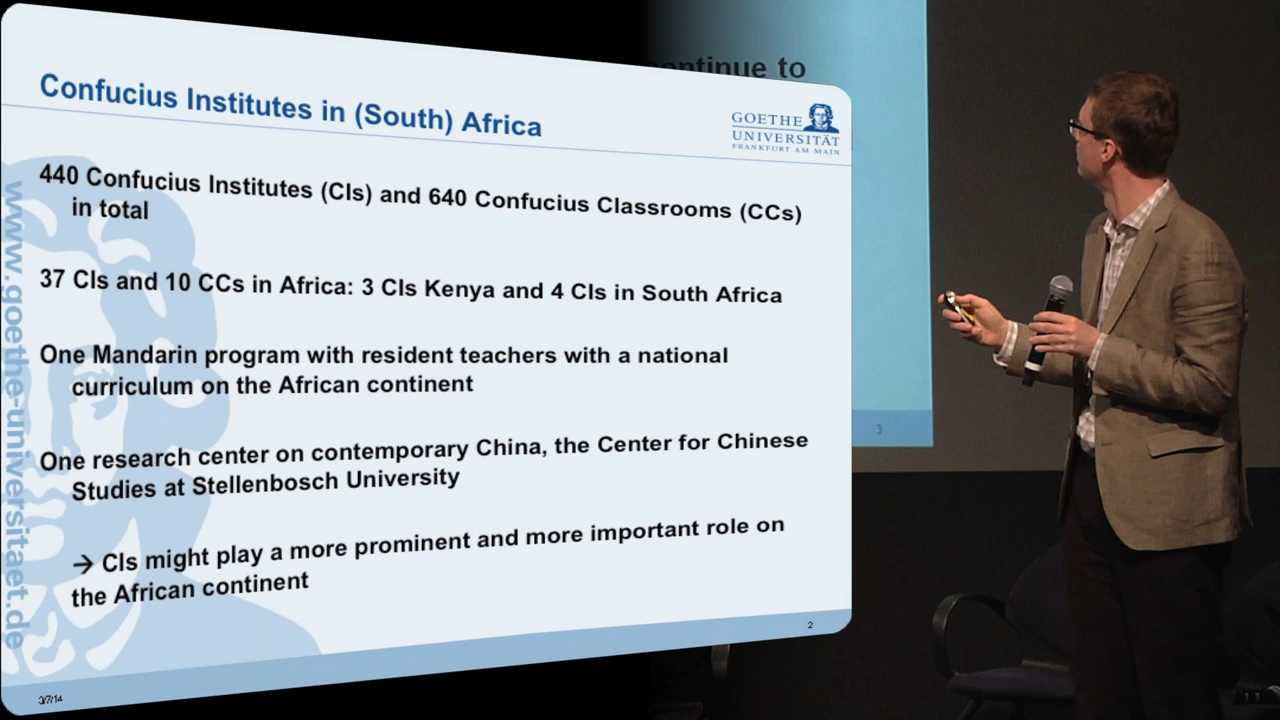 ntinue to
Confucius Institutes in (South) Africa
GOETHE
UNIVERSITÄT
FRANKFURT AM MAIN
440 Confucius Institutes (CIs) and 640 Confucius Classrooms (CCs)
in total
37 CIs and 10 CCs in Africa: 3 CIs Kenya and 4 CIs in South Africa
One Mandarin program with resident teachers with a national
curriculum on the African continent
One research center on contemporary China, the Center for Chinese
Studies at Stellenbosch University
→ CIs might play a more prominent and more important role on
the African continent
www.goethe-universitaet.de
2
3